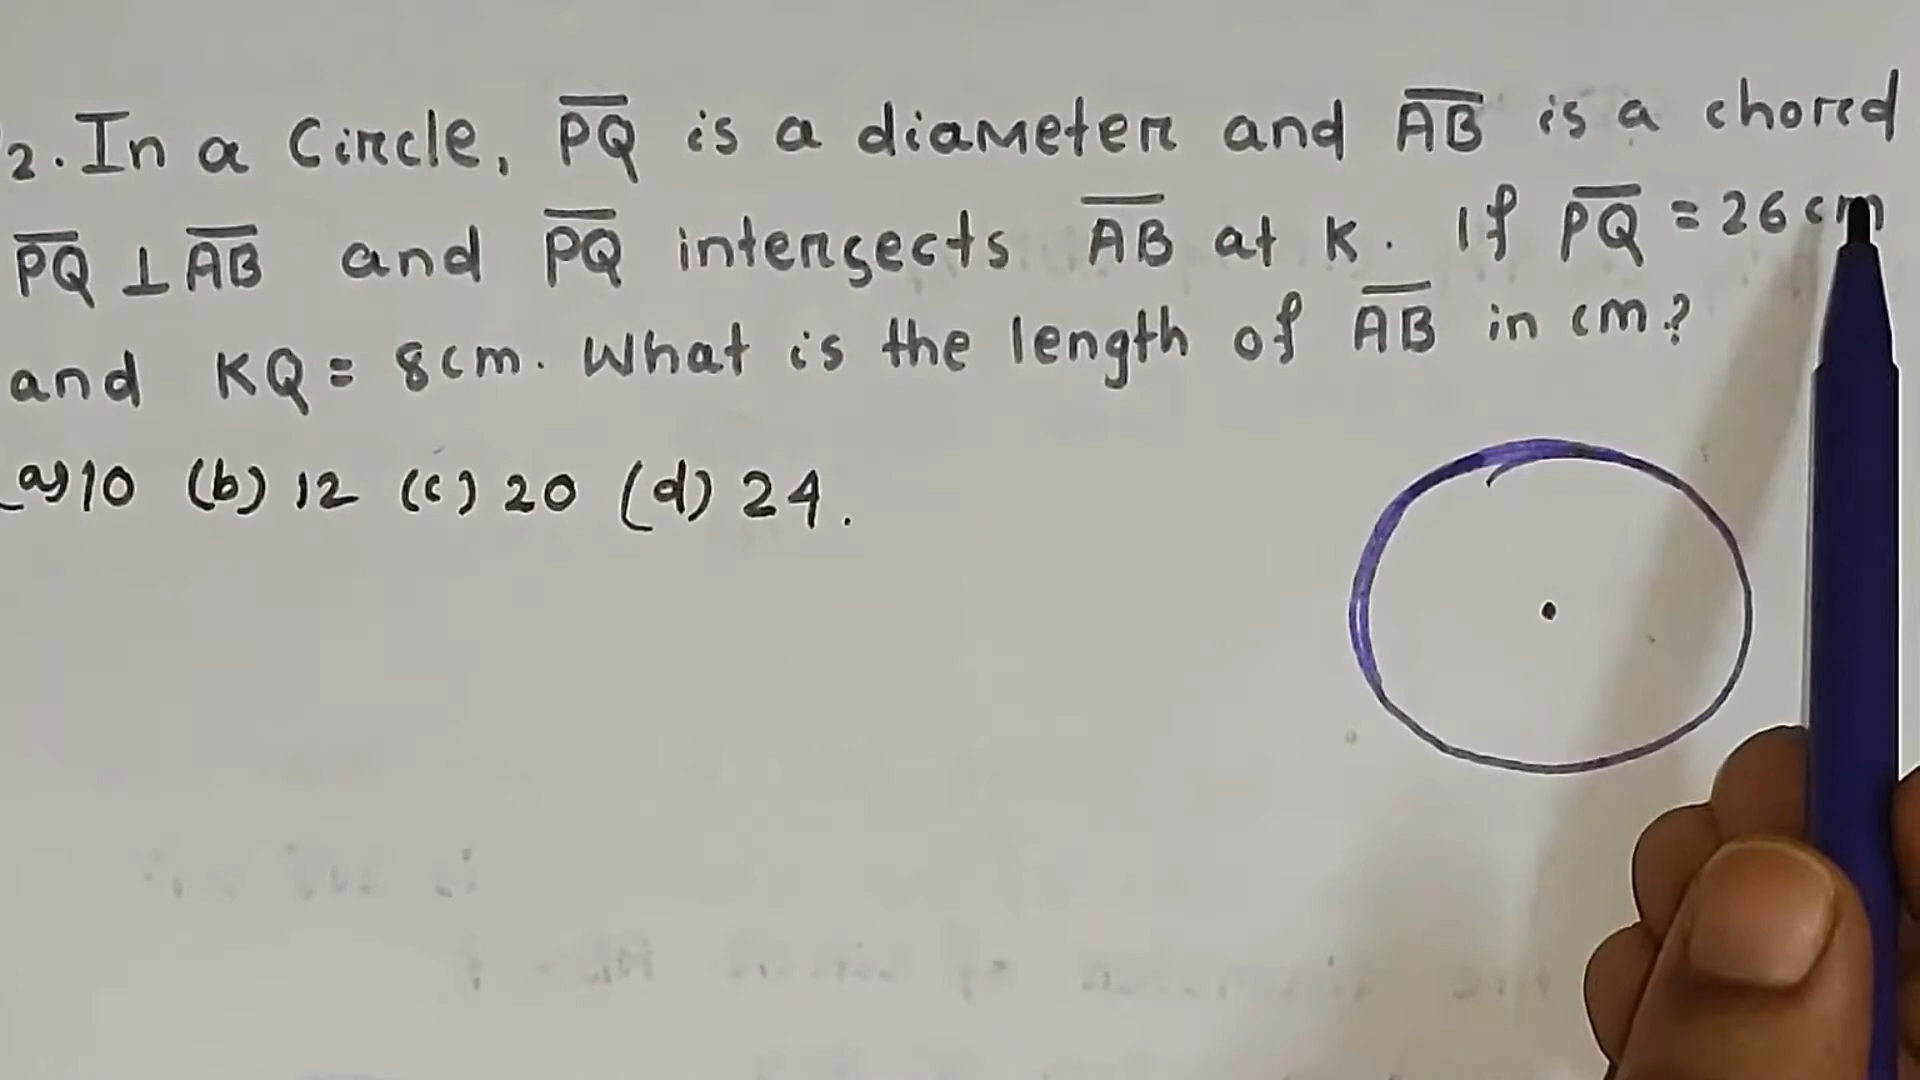 2. In a Circle, PQ is a diameter and AB is a chord
PQ ⊥ AB and PQ intersects AB at K. If PQ = 26 cm
and KQ = 8cm. What is the length of AB in cm?
(a) 10 (b) 12 (c) 20 (d) 24.